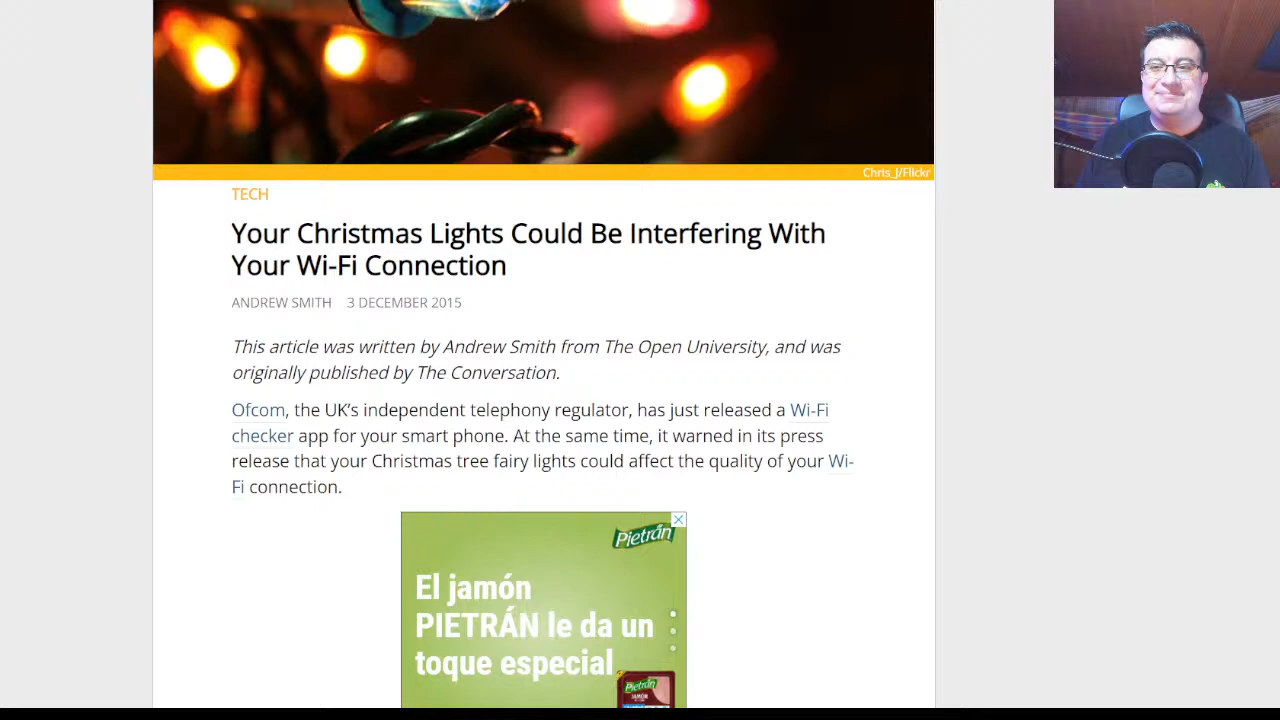 Chris_J/Flickr
TECH
Your Christmas Lights Could Be Interfering With
Your Wi-Fi Connection
ANDREW SMITH 3 DECEMBER 2015
This article was written by Andrew Smith from The Open University, and was
originally published by The Conversation.
Ofcom, the UK’s independent telephony regulator, has just released a Wi-Fi
checker app for your smart phone. At the same time, it warned in its press
release that your Christmas tree fairy lights could affect the quality of your Wi-
Fi connection.
Pietrán
El jamón
PIETRÁN le da un
toque especial
Pietrán
JAMÓN